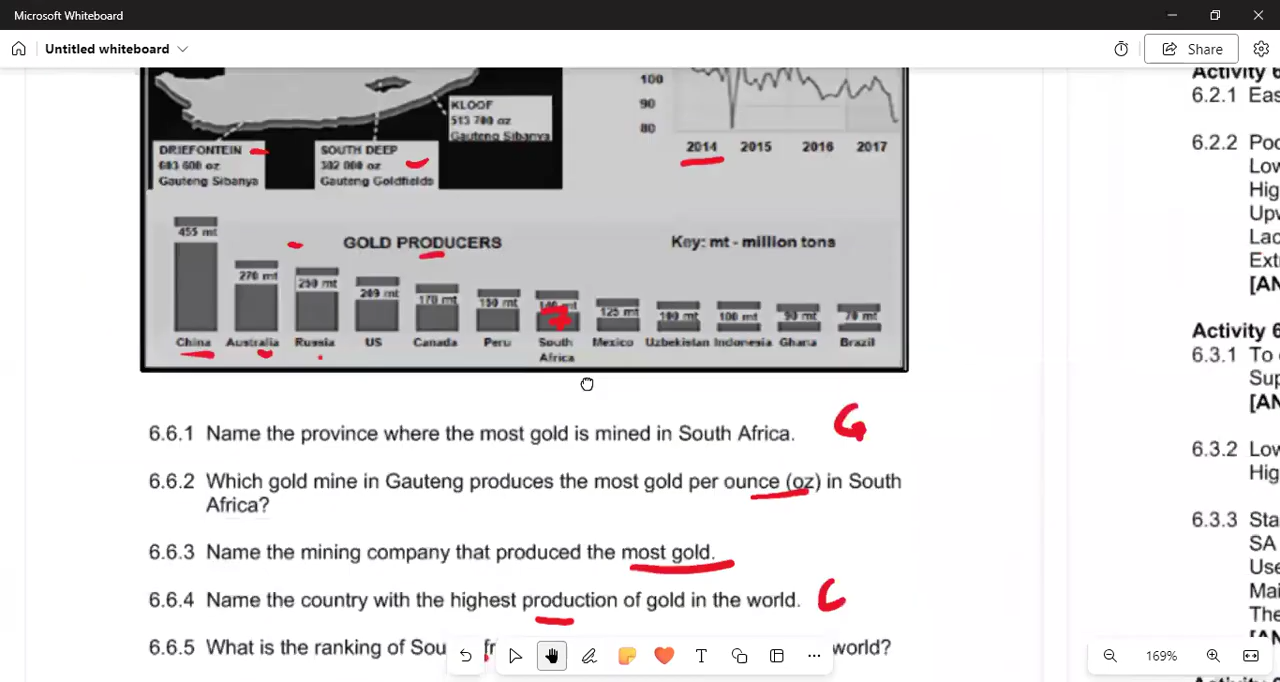 Microsoft Whiteboard
Untitled whiteboard
Share
100
90
80
2014 2015 2016 2017
KLOOF
513 700 oz
Gauteng Sibanya
DRIEFONTEIN
Gauteng Sibanya
SOUTH DEEP
Gauteng Goldfields
GOLD PRODUCERS
Key: mt - million tons
455 mt
270 mt
250 mt
209 mt
170 mt
150 mt
125 mt
100 mt
100 mt
90 mt
70 mt
7
China Australia Russia US Canada Peru South Africa Mexico Uzbekistan Indonesia Ghana Brazil
6.6.1 Name the province where the most gold is mined in South Africa. G
6.6.2 Which gold mine in Gauteng produces the most gold per ounce (oz) in South
Africa?
6.6.3 Name the mining company that produced the most gold.
6.6.4 Name the country with the highest production of gold in the world. C
6.6.5 What is the ranking of Sou
world?
Activity 6
6.2.1 Eas
6.2.2 Poo
Low
Hig
Upw
Lac
Ext
[AN
Activity 6
6.3.1 To
Sup
[AN
6.3.2 Low
Hig
6.3.3 Sta
SA
Use
Mai
The
[AN
169%